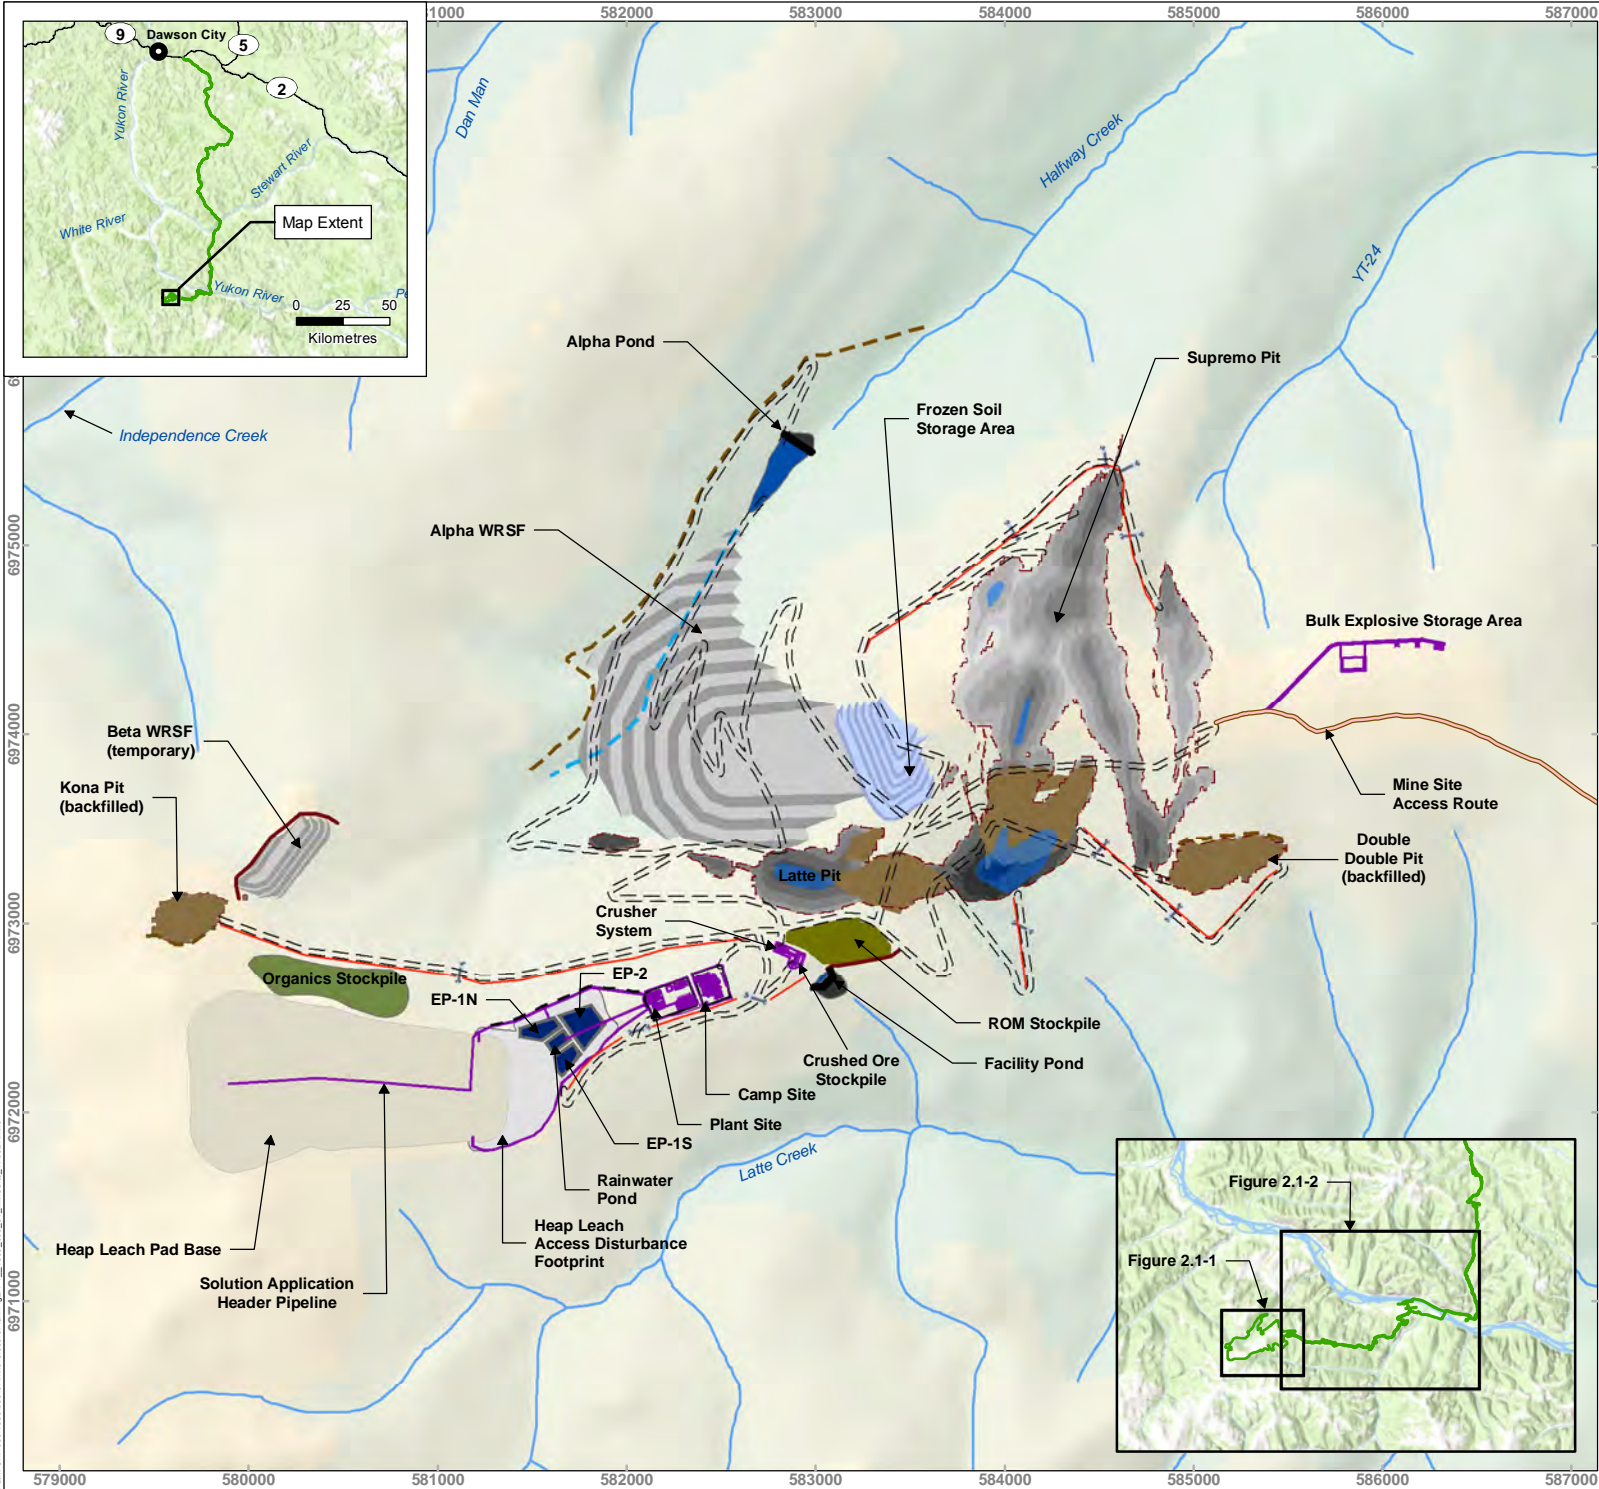 581000
582000
583000
584000
585000
586000
587000
9
Dawson City
5
2
Yukon River
Stewart River
White River
Map Extent
Yukon River
0 25 50
Kilometres
Dan Man
Halfway Creek
YT-24
Independence Creek
Alpha Pond
Supremo Pit
Frozen Soil
Storage Area
Alpha WRSF
6975000
Bulk Explosive Storage Area
6974000
Beta WRSF
(temporary)
Kona Pit
(backfilled)
Mine Site
Access Route
Double
Double Pit
(backfilled)
Latte Pit
6973000
Crusher
System
Organics Stockpile
EP-2
EP-1N
ROM Stockpile
Crushed Ore
Stockpile
Facility Pond
Camp Site
Plant Site
EP-1S
6972000
Latte Creek
Rainwater
Pond
Heap Leach
Access Disturbance
Footprint
Heap Leach Pad Base
Solution Application
Header Pipeline
6971000
Figure 2.1-2
Figure 2.1-1
579000
580000
581000
582000
583000
584000
585000
586000
587000